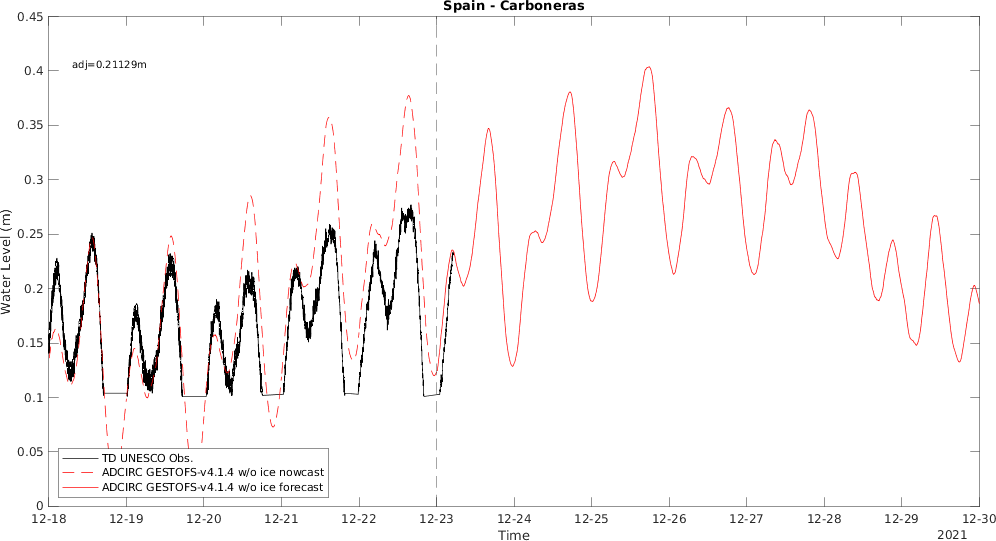 Spain - Carboneras
adj=0.21129m
Water Level (m)
0.45
0.4
0.35
0.3
0.25
0.2
0.15
0.1
0.05
0
TD UNESCO Obs.
ADCIRC GESTOFS-v4.1.4 w/o ice nowcast
ADCIRC GESTOFS-v4.1.4 w/o ice forecast
12-18 12-19 12-20 12-21 12-22 12-23 12-24 12-25 12-26 12-27 12-28 12-29 12-30
Time
2021